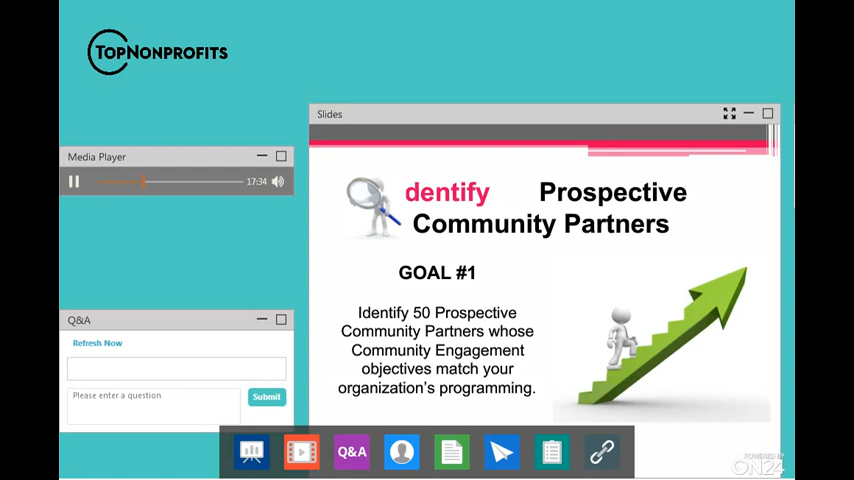 TOPNONPROFITS
Slides
Media Player
17:34
dentify Prospective
Community Partners
GOAL #1
Identify 50 Prospective
Community Partners whose
Community Engagement
objectives match your
organization's programming.
Q&A
Refresh Now
Please enter a question
Submit
Q&A
POWERED BY
ON24